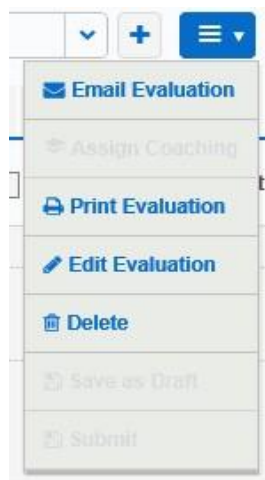 Email Evaluation
Assign Coaching
Print Evaluation
Edit Evaluation
Delete
Save as Draft
Submit